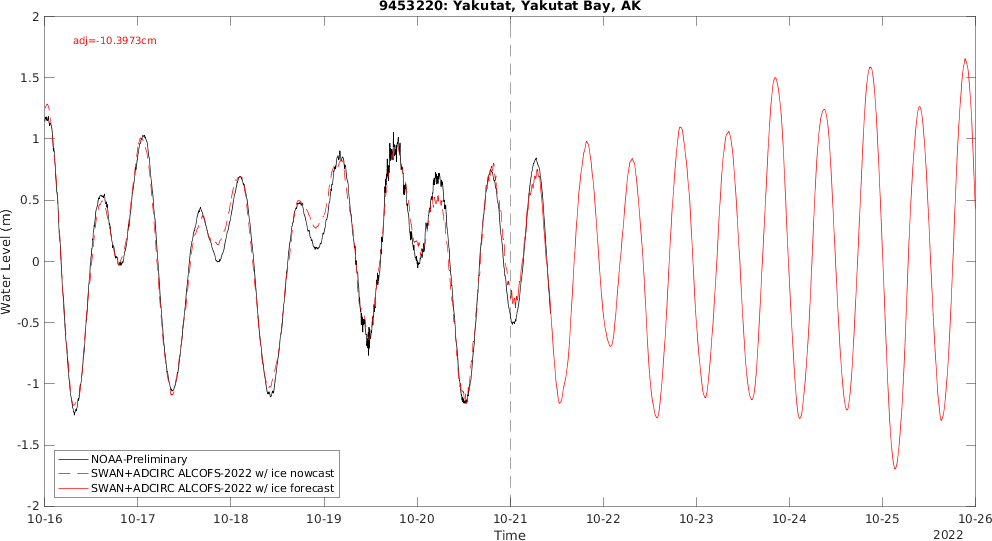 9453220: Yakutat, Yakutat Bay, AK
adj=-10.3973cm
Water Level (m)
2
1.5
1
0.5
0
-0.5
-1
-1.5
-2
NOAA-Preliminary
SWAN+ADCIRC ALCOFS-2022 w/ ice nowcast
SWAN+ADCIRC ALCOFS-2022 w/ ice forecast
10-16 10-17 10-18 10-19 10-20 10-21 10-22 10-23 10-24 10-25 10-26
Time
2022